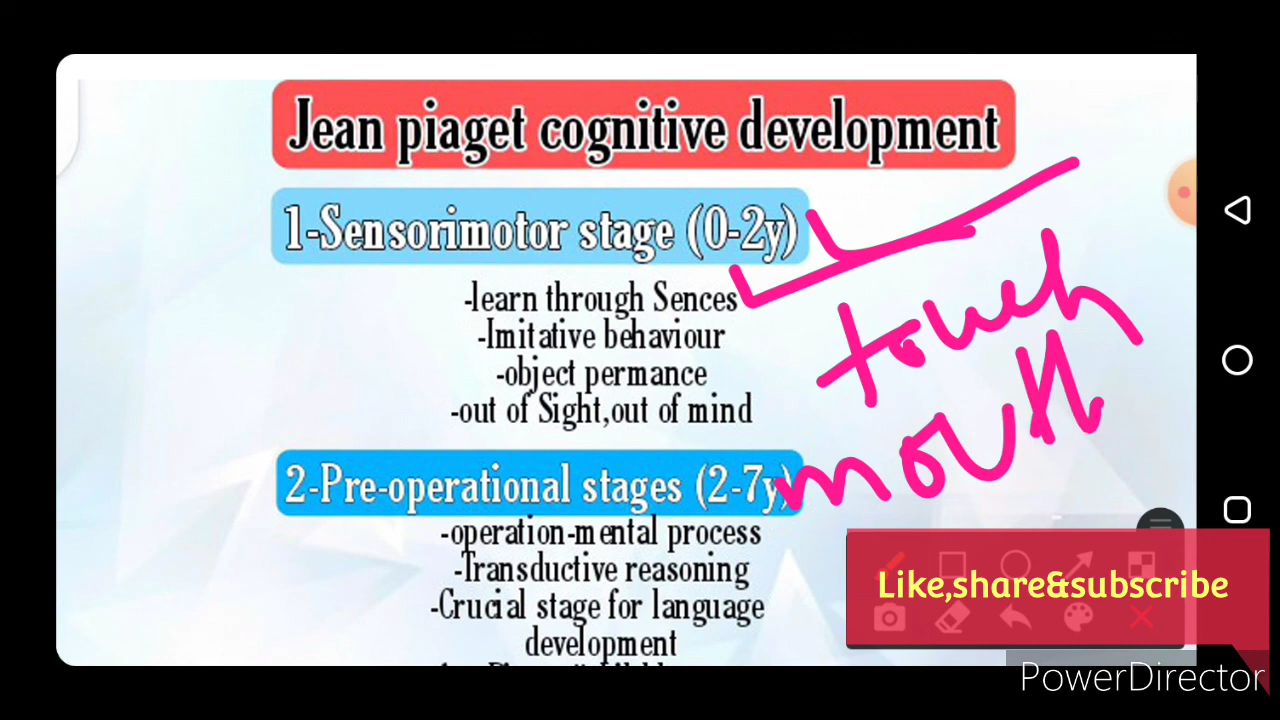 Jean piaget cognitive development
1-Sensorimotor stage (0-2y)
-learn through Sences
-Imitative behaviour
-object permance
-out of Sight,out of mind
touch
mouth
2-Pre-operational stages (2-7y)
-operation-mental process
-Transductive reasoning
-Crucial stage for language
development
Like,share&subscribe
PowerDirector